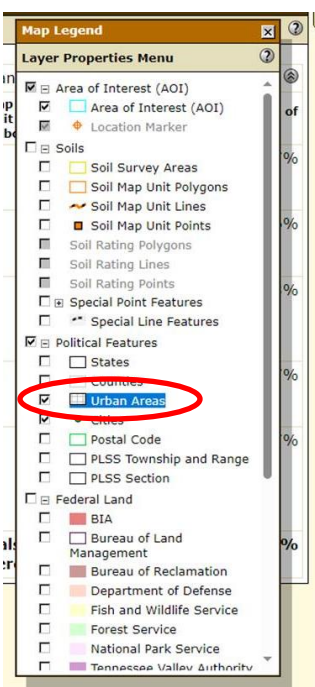 Map Legend
Layer Properties Menu
Area of Interest (AOI)
Area of Interest (AOI)
Location Marker
Soils
Soil Survey Areas
Soil Map Unit Polygons
Soil Map Unit Lines
Soil Map Unit Points
Soil Rating Polygons
Soil Rating Lines
Soil Rating Points
Special Point Features
Special Line Features
Political Features
States
Counties
Urban Areas
Cities
Postal Code
PLSS Township and Range
PLSS Section
Federal Land
BIA
Bureau of Land
Management
Bureau of Reclamation
Department of Defense
Fish and Wildlife Service
Forest Service
National Park Service
Tennessee Valley Authority
of
%
%
%
%
%
%